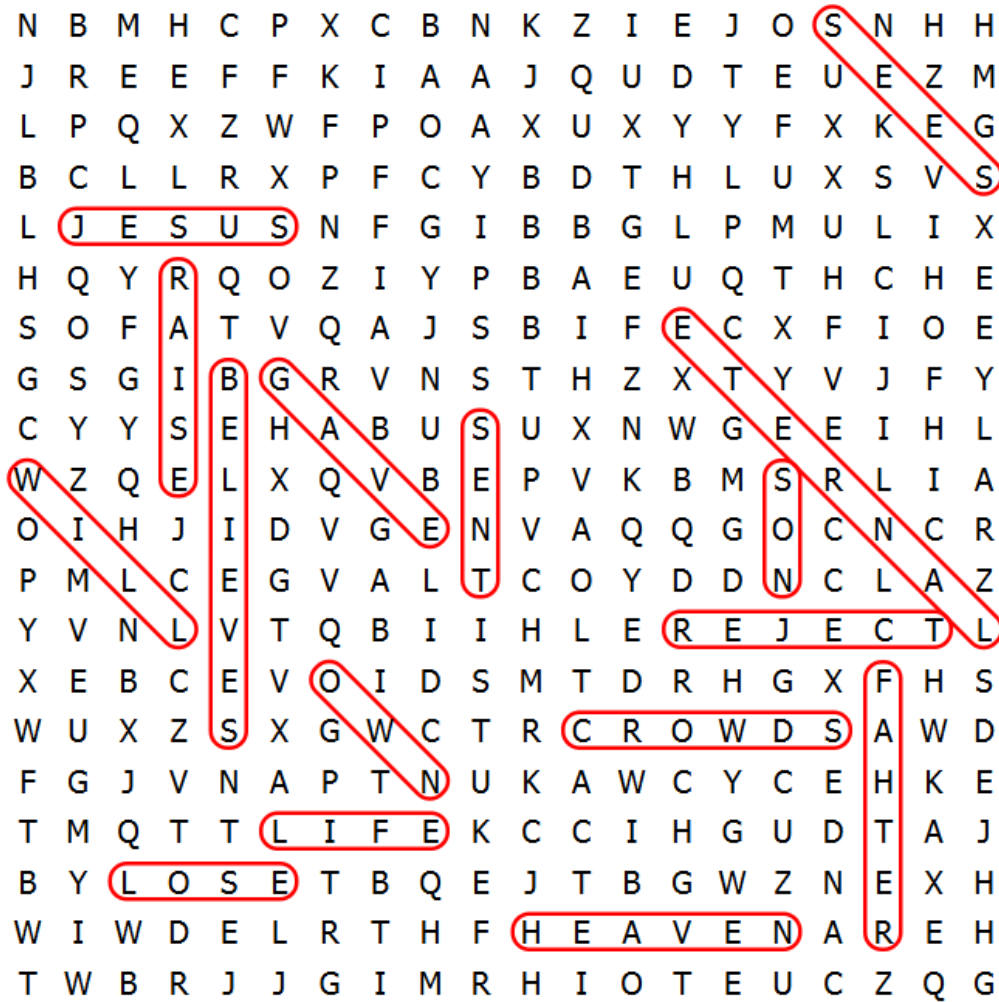 N B M H C P X C B N K Z I E J O S N H H
J R E E F F K I A A J Q U D T E U E Z M
L P Q X Z W F P O A X U X Y Y F X K E G
B C L L R X P F C Y B D T H L U X S V S
L J E S U S N F G I B B G L P M U L I X
H Q Y R Q O Z I Y P B A E U Q T H C H E
S O F A T V Q A J S B I F E C X F I O E
G S G I B G R V N S T H Z X T Y V J F Y
C Y Y S E H A B U S U X N W G E E I H L
W Z Q E L X Q V B E P V K B M S R L I A
O I H J I D V G E N V A Q Q G O C N C R
P M L C E G V A L T C O Y D D N C L A Z
Y V N L V T Q B I I H L E R E J E C T L
X E B C E V O I D S M T D R H G X F H S
W U X Z S X G W C T R C R O W D S A W D
F G J V N A P T N U K A W C Y C E H K E
T M Q T T L I F E K C C I H G U D T A J
B Y L O S E T B Q E J T B G W Z N E X H
W I W D E L R T H F H E A V E N A R E H
T W B R J J G I M R H I O T E U C Z Q G